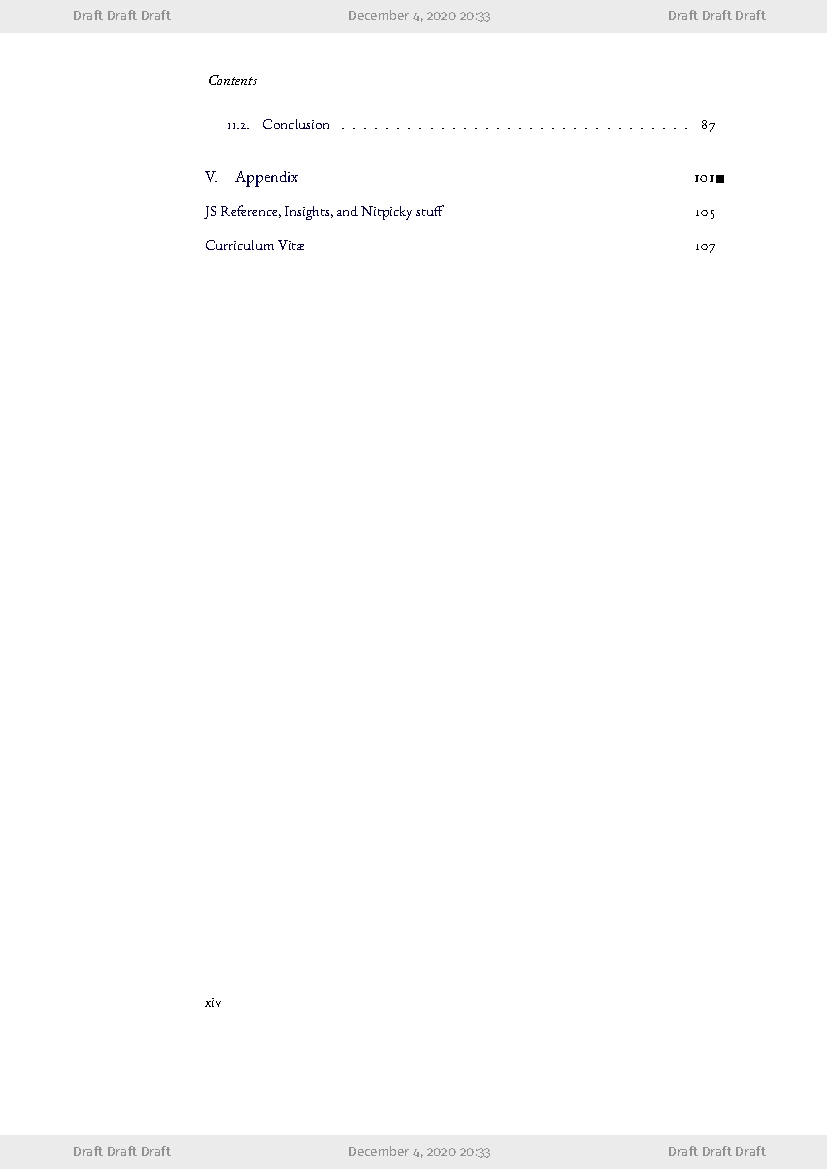 Draft Draft Draft December 4, 2020 20:33 Draft Draft Draft
Contents
11.2. Conclusion . . . . . . . . . . . . . . . . . . . . . . . . . . . . . . . . 87
V. Appendix 101■
JS Reference, Insights, and Nitpicky stuff 105
Curriculum Vitæ 107
xiv
Draft Draft Draft December 4, 2020 20:33 Draft Draft Draft